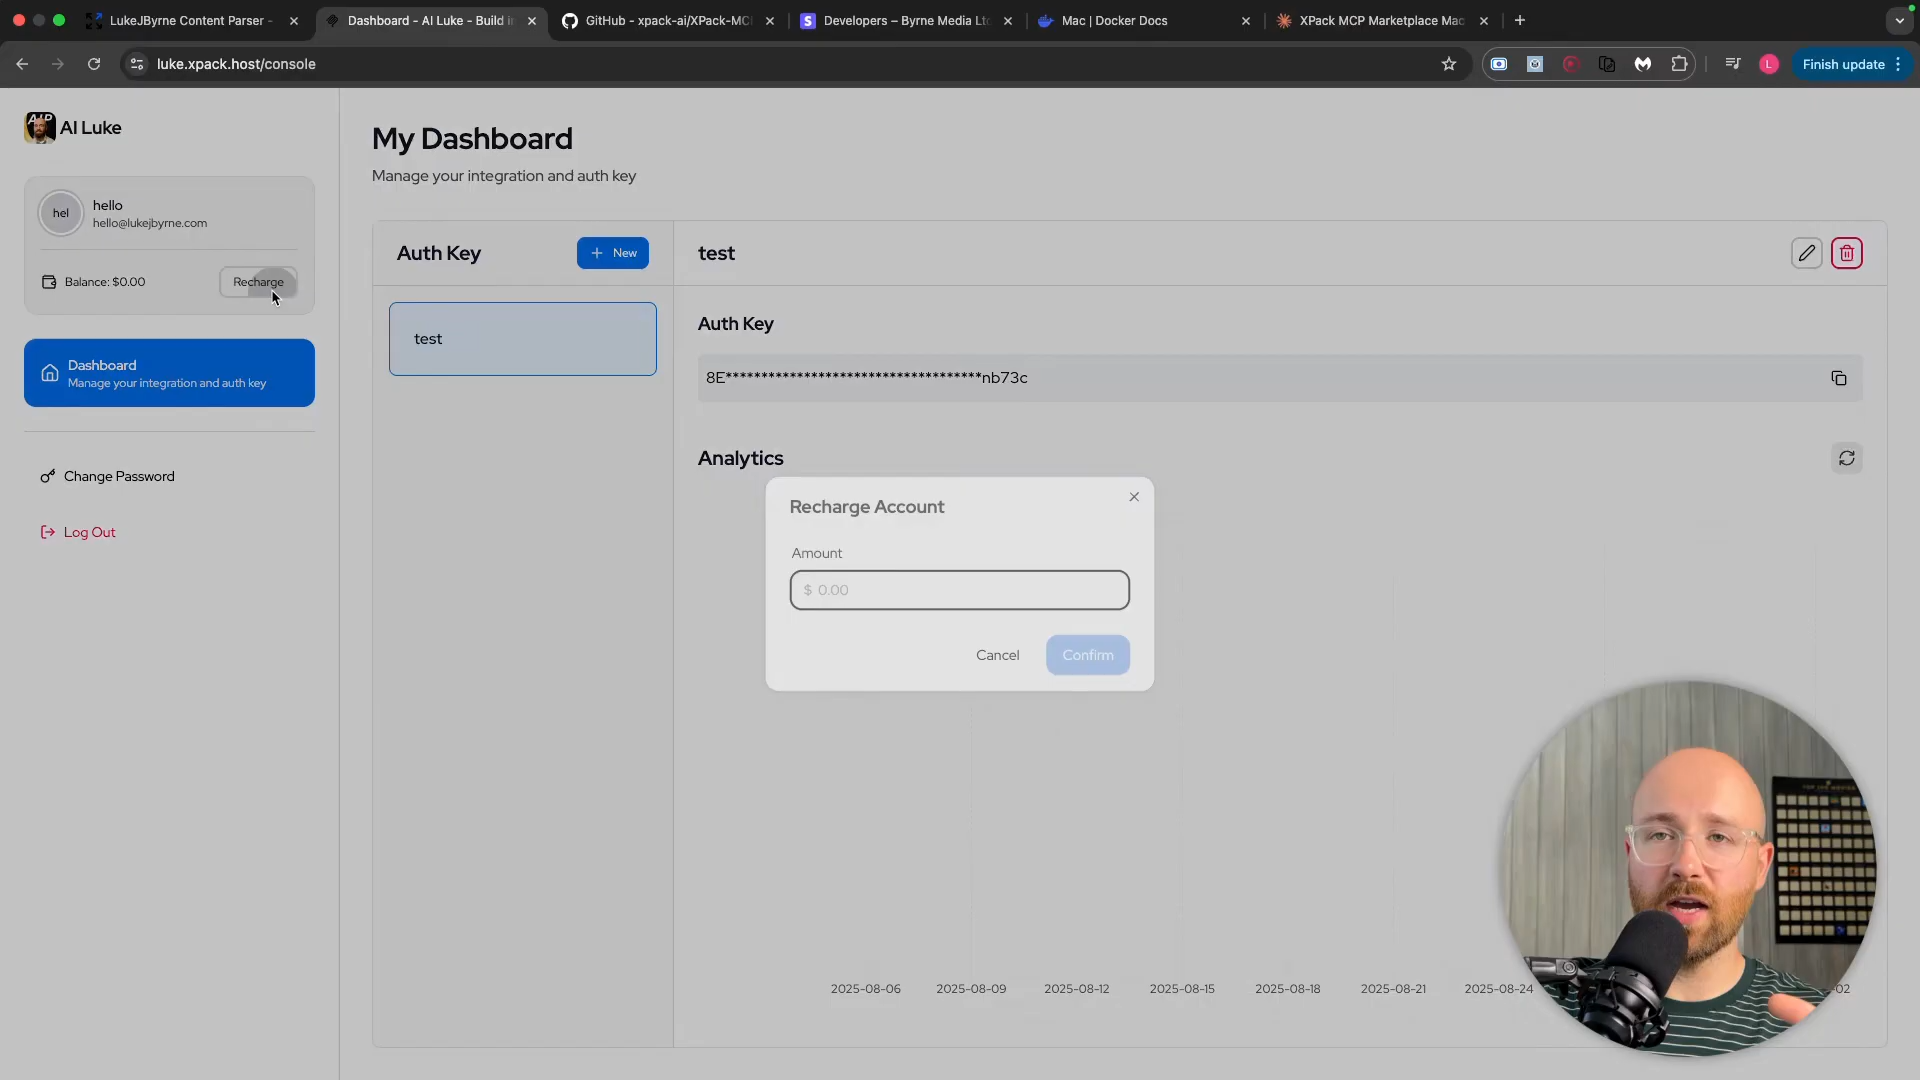 LukeJByrne Content Parser -
Dashboard - AI Luke - Build i
GitHub - xpack-ai/XPack-MC
Developers – Byrne Media Lt
Mac | Docker Docs
XPack MCP Marketplace Mac
luke.xpack.host/console
L
Finish update
AI Luke
hel
hello
hello@lukejbyrne.com
Balance: $0.00
Recharge
Dashboard
Manage your integration and auth key
Change Password
Log Out
My Dashboard
Manage your integration and auth key
Auth Key
New
test
test
Auth Key
8E************************************nb73c
Analytics
Recharge Account
Amount
$ 0.00
Cancel
Confirm
2025-08-06
2025-08-09
2025-08-12
2025-08-15
2025-08-18
2025-08-21
2025-08-24
-02